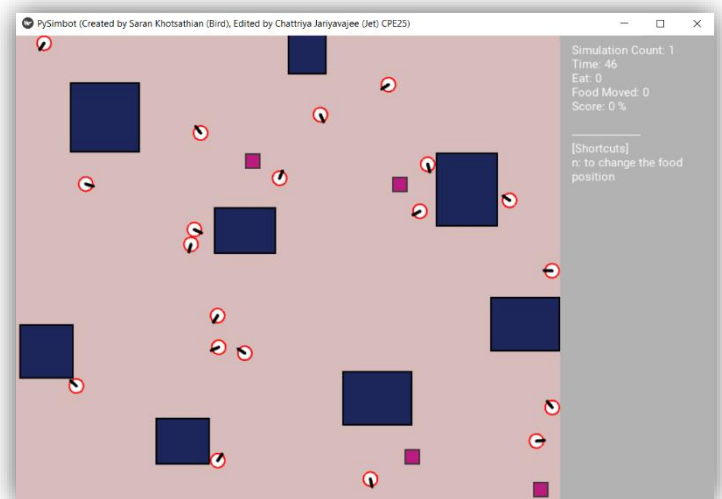 PySimbot (Created by Saran Khotsathian (Bird), Edited by Chattriya Jariyavajee (Jet) CPE25)
Simulation Count: 1
Time: 46
Eat: 0
Food Moved: 0
Score: 0 %
[Shortcuts]
n: to change the food
position